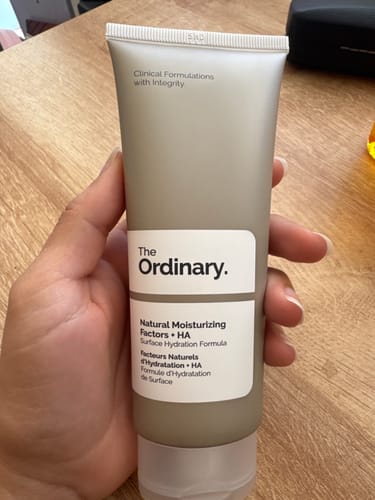 Clinical Formulations
with Integrity
The
Ordinary.
Natural Moisturizing
Factors + HA
Surface Hydration Formula
Facteurs Naturels
d'Hydratation + HA
Formule d'Hydratation
de Surface